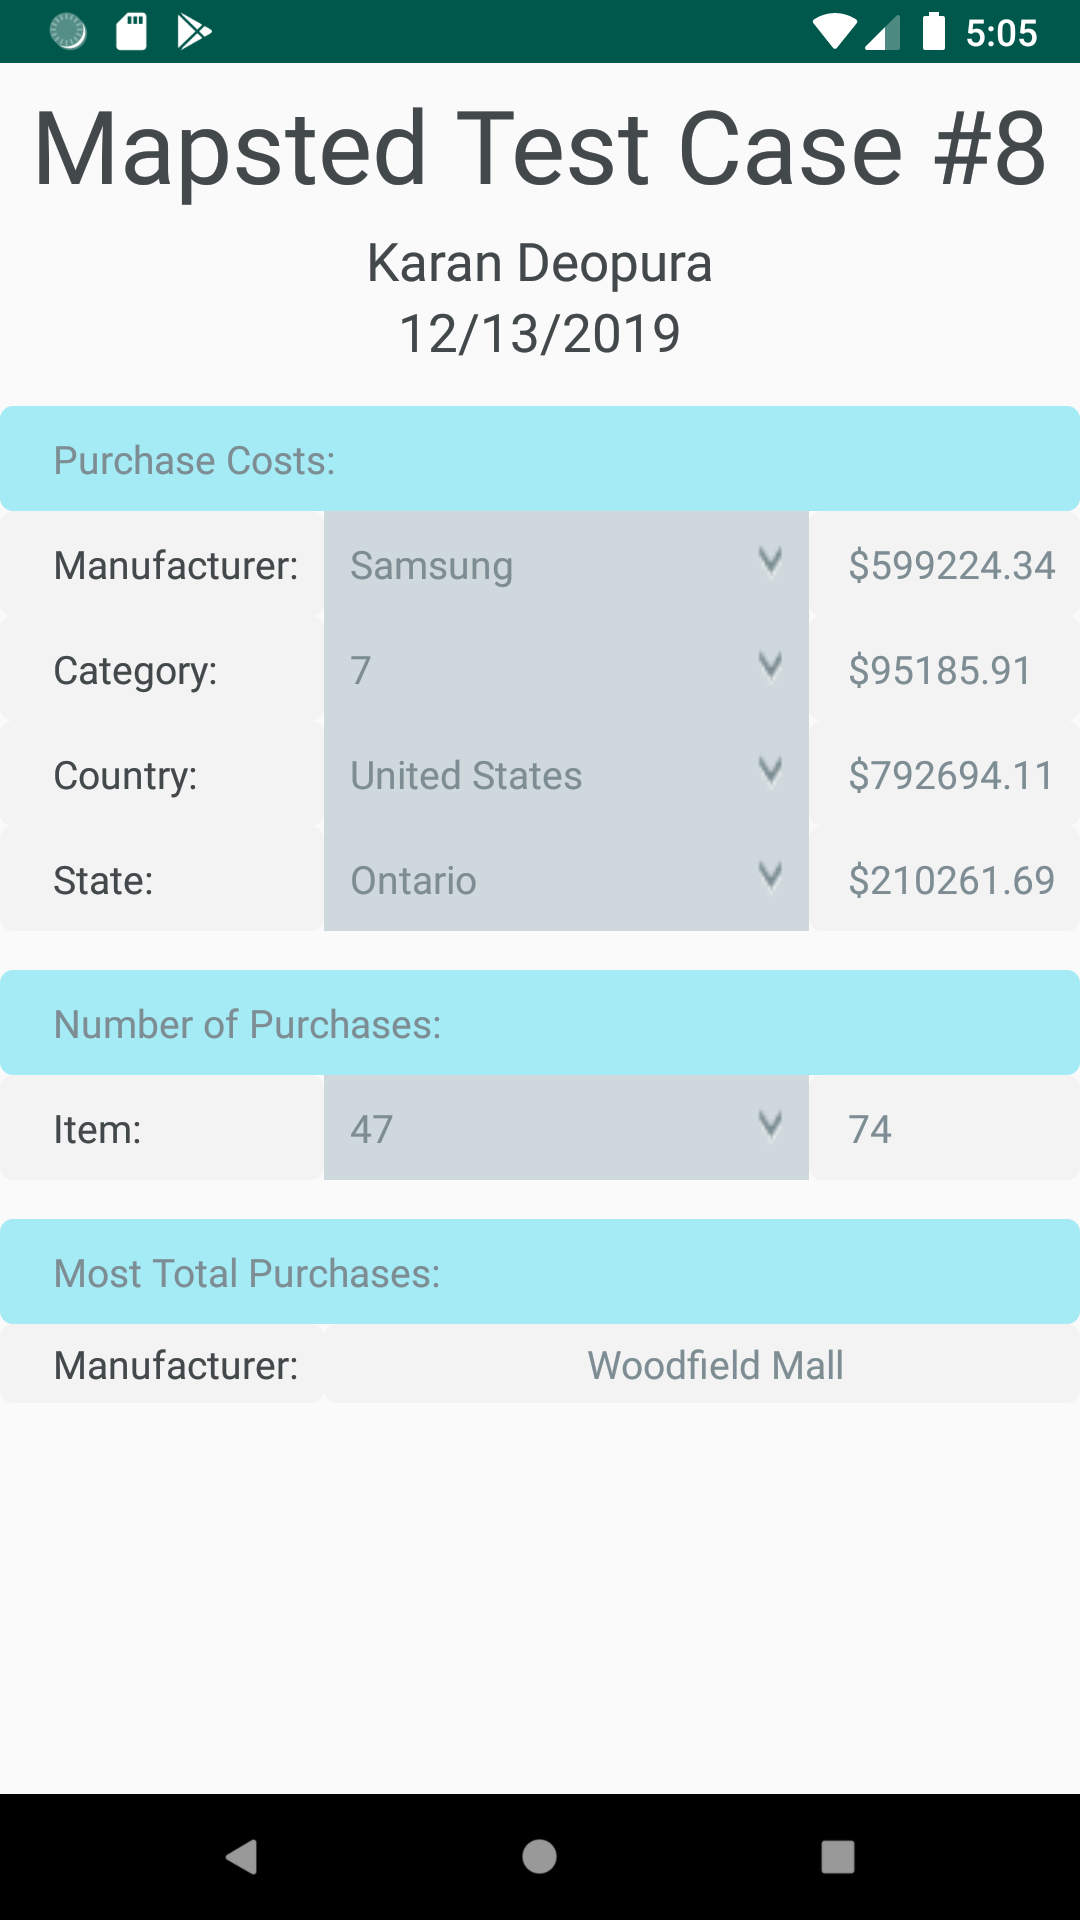 5:05
Mapsted Test Case #8
Karan Deopura
12/13/2019
Purchase Costs:
Manufacturer: Samsung $599224.34
Category: 7 $95185.91
Country: United States $792694.11
State: Ontario $210261.69
Number of Purchases:
Item: 47 74
Most Total Purchases:
Manufacturer: Woodfield Mall